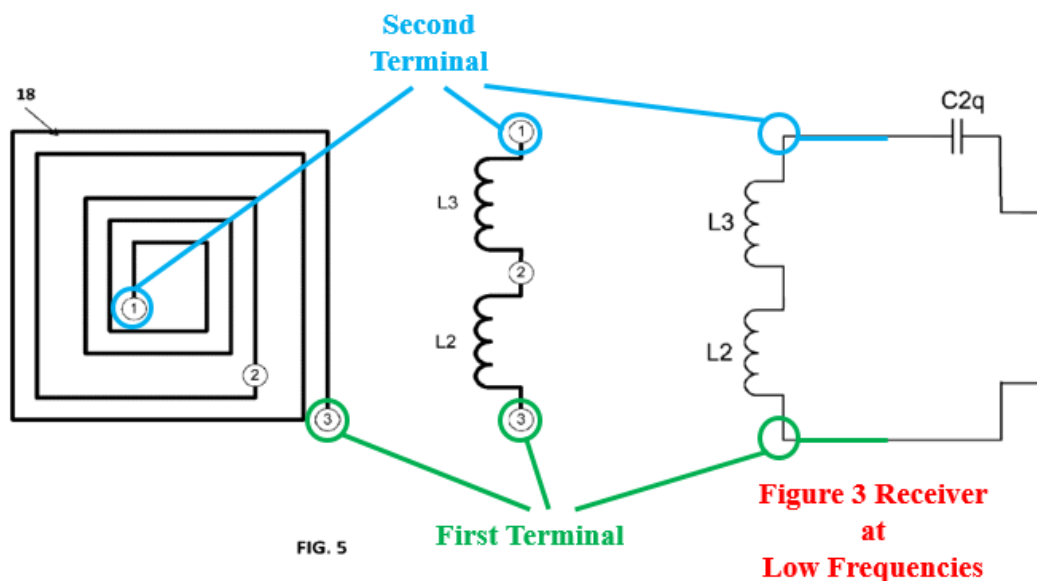 Second
Terminal
18
C2q
1
1
L3
L3
2
L2
L2
2
3
3
Figure 3 Receiver
at
Low Frequencies
First Terminal
FIG. 5